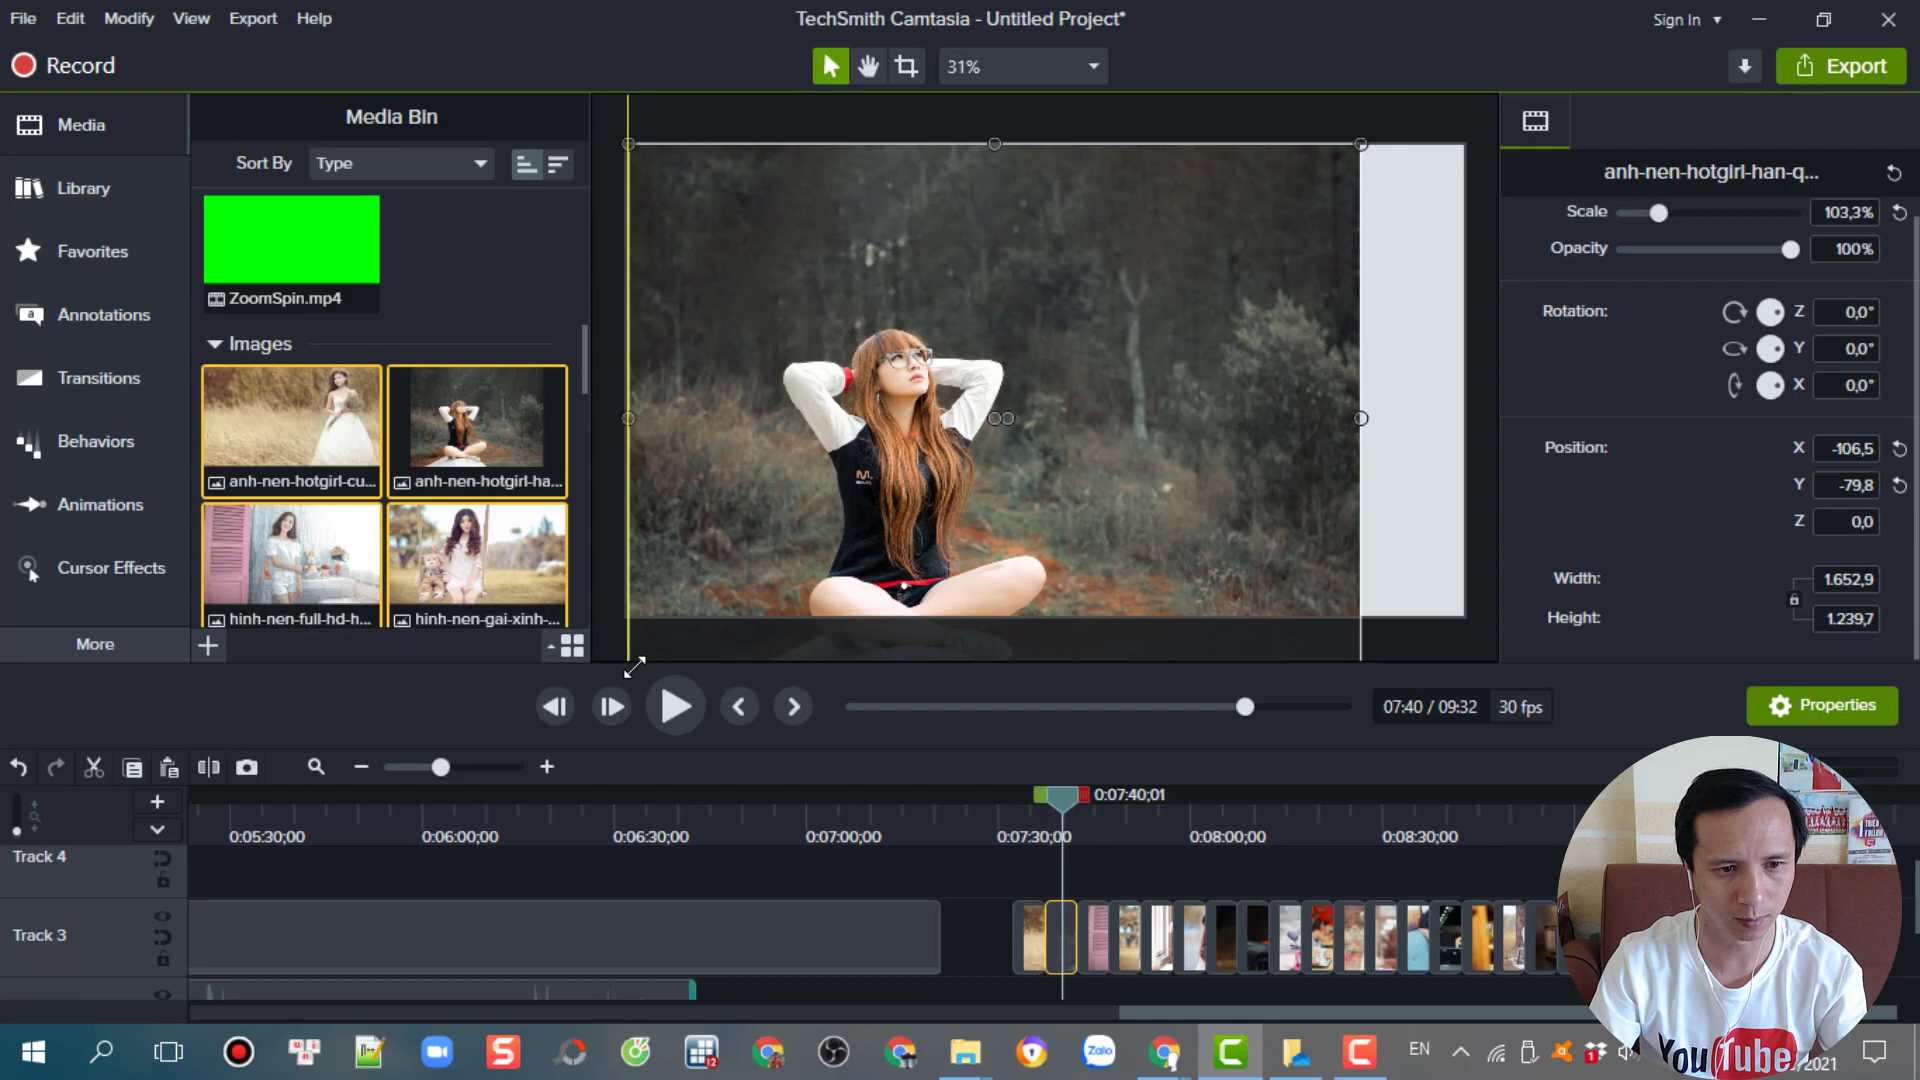 File Edit Modify View Export Help
TechSmith Camtasia - Untitled Project*
Sign In
Record
31%
Export
Media
Library
Favorites
Annotations
Transitions
Behaviors
Animations
Cursor Effects
More
Media Bin
Sort By Type
ZoomSpin.mp4
Images
anh-nen-hotgirl-cu... anh-nen-hotgirl-ha...
hinh-nen-full-hd-h... hinh-nen-gai-xinh-...
anh-nen-hotgirl-han-q...
Scale 103,3%
Opacity 100%
Rotation: Z 0,0°
Y 0,0°
X 0,0°
Position: X -106,5
Y -79,8
Z 0,0
Width: 1.652,9
Height: 1.239,7
07:40 / 09:32 30 fps
Properties
0:07:40;01
0:05:30;00 0:06:00;00 0:06:30;00 0:07:00;00 0:07:30;00 0:08:00;00 0:08:30;00
Track 4
Track 3
Zalo
EN
YouTube